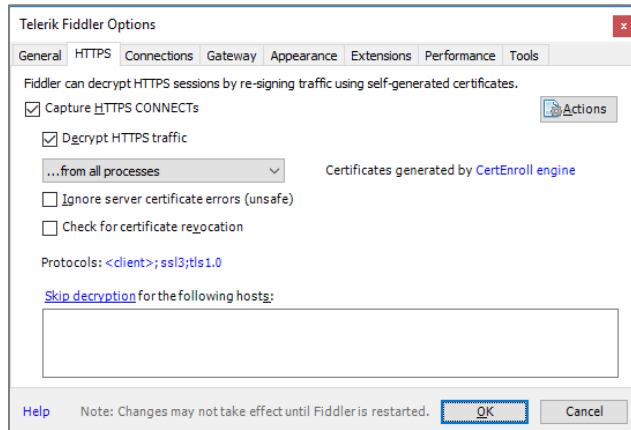 Telerik Fiddler Options
x
General HTTPS Connections Gateway Appearance Extensions Performance Tools
Fiddler can decrypt HTTPS sessions by re-signing traffic using self-generated certificates.
Capture HTTPS CONNECTs
Actions
Decrypt HTTPS traffic
...from all processes
Certificates generated by CertEnroll engine
Ignore server certificate errors (unsafe)
Check for certificate revocation
Protocols: <client>;ssl3;tls1.0
Skip decryption for the following hosts:
Help Note: Changes may not take effect until Fiddler is restarted. OK Cancel